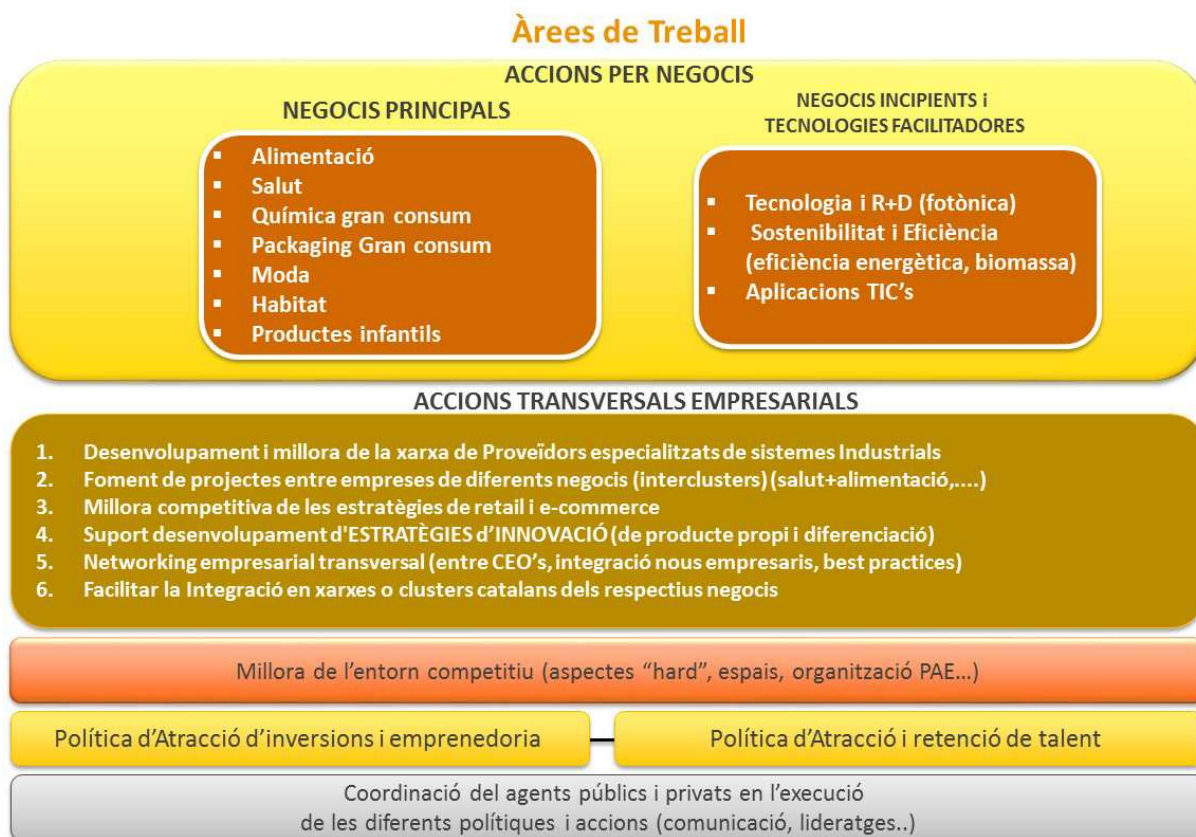 Àrees de Treball
ACCIONS PER NEGOCIS
NEGOCIS PRINCIPALS
▪ Alimentació
▪ Salut
▪ Química gran consum
▪ Packaging Gran consum
▪ Moda
▪ Habitat
▪ Productes infantils
NEGOCIS INCIPIENTS i
TECNOLOGIES FACILITADORES
▪ Tecnologia i R+D (fotònica)
▪ Sostenibilitat i Eficiència
(eficiència energètica, biomassa)
▪ Aplicacions TIC’s
ACCIONS TRANSVERSALS EMPRESARIALS
1. Desenvolupament i millora de la xarxa de Proveïdors especialitzats de sistemes Industrials
2. Foment de projectes entre empreses de diferents negocis (interclusters) (salut+alimentació,....)
3. Millora competitiva de les estratègies de retail i e-commerce
4. Suport desenvolupament d'ESTRATÈGIES d’INNOVACIÓ (de producte propi i diferenciació)
5. Networking empresarial transversal (entre CEO’s, integració nous empresaris, best practices)
6. Facilitar la Integració en xarxes o clusters catalans dels respectius negocis
Millora de l’entorn competitiu (aspectes “hard”, espais, organització PAE…)
Política d’Atracció d’inversions i emprenedoria
Política d’Atracció i retenció de talent
Coordinació del agents públics i privats en l’execució
de les diferents polítiques i accions (comunicació, lideratges..)